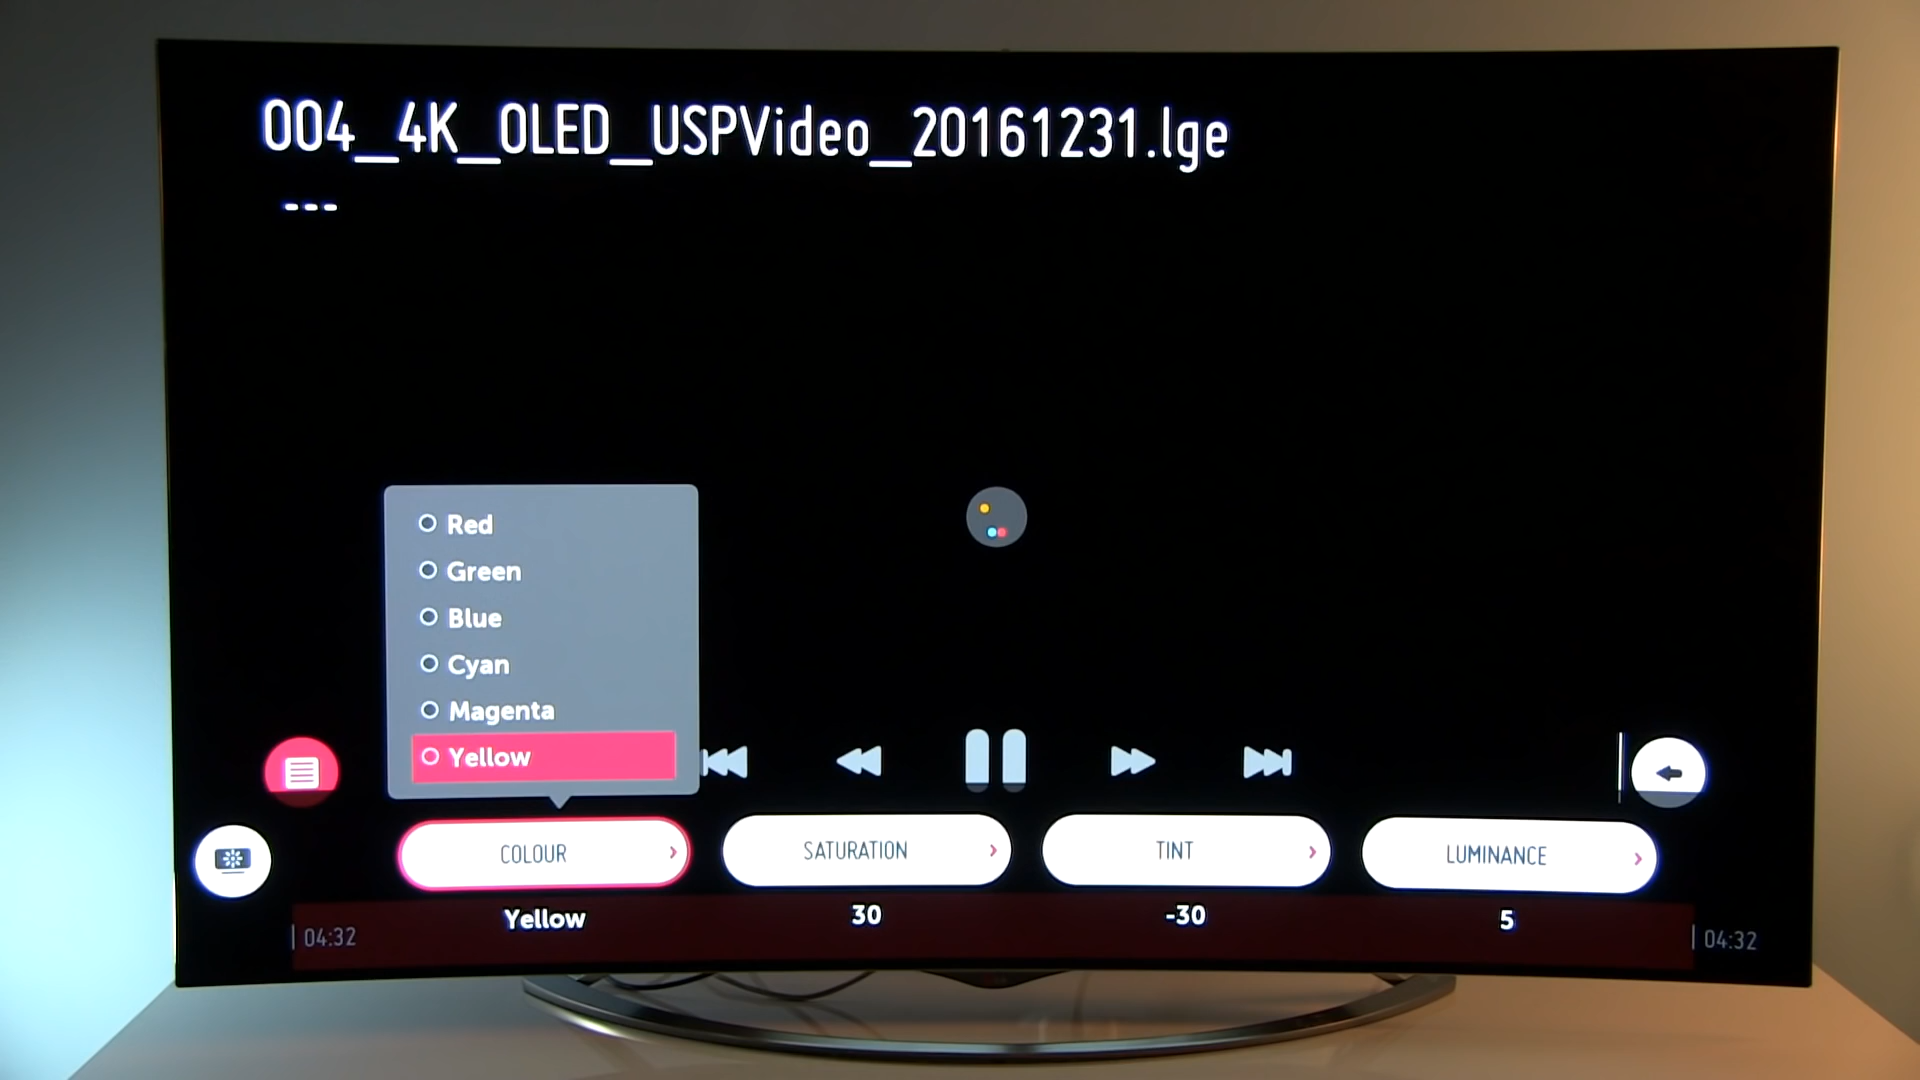 004_4K_OLED_USPVideo_20161231.lge
---
Red
Green
Blue
Cyan
Magenta
Yellow
COLOUR
SATURATION
TINT
LUMINANCE
Yellow
30
-30
5
04:32
04:32